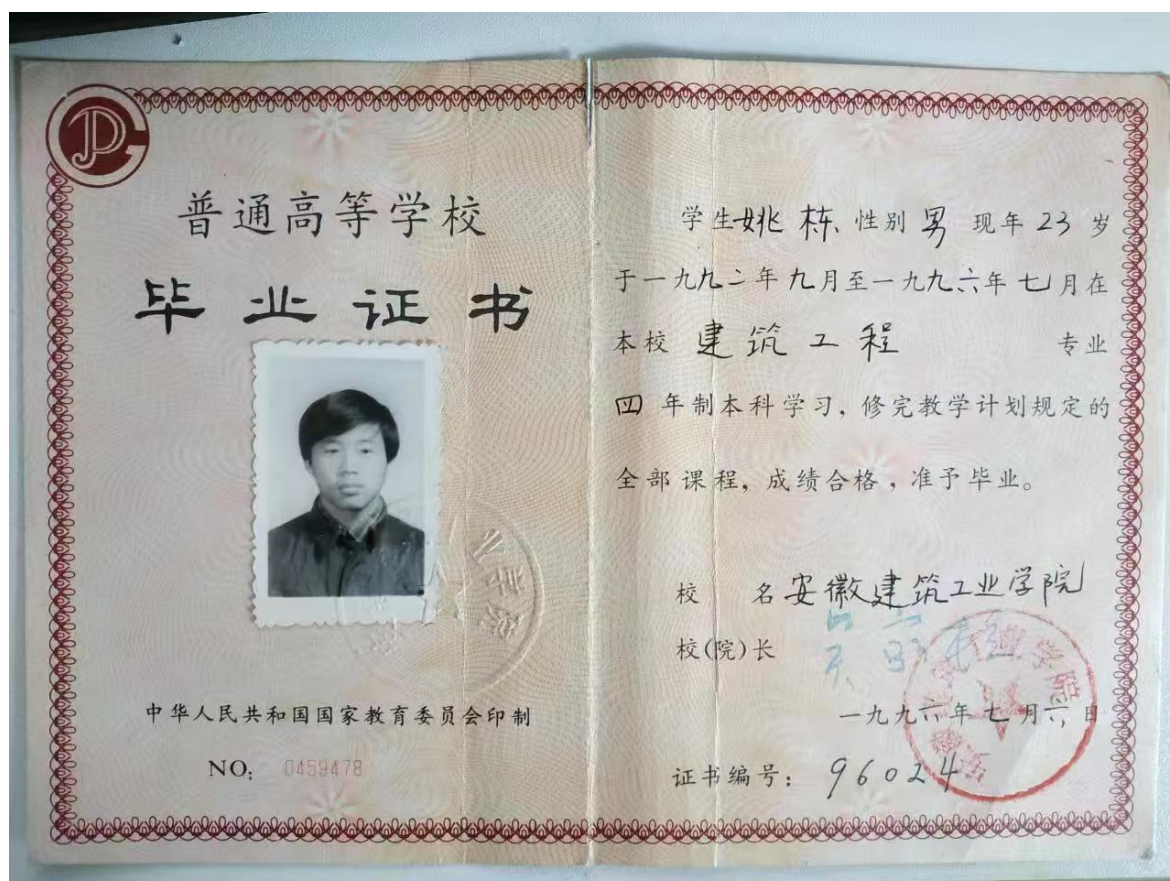 普通高等学校
毕业证书
中华人民共和国国家教育委员会印制
NO: 0459478
学生姚栋 性别 男 现年 23 岁
于一九九二年九月至一九九六年七月在
本校 建筑工程 专业
四 年制本科学习，修完教学计划规定的
全部课程，成绩合格，准予毕业。
校 名 安徽建筑工业学院
校(院)长
一九九六年七月六日
证书编号: 96024